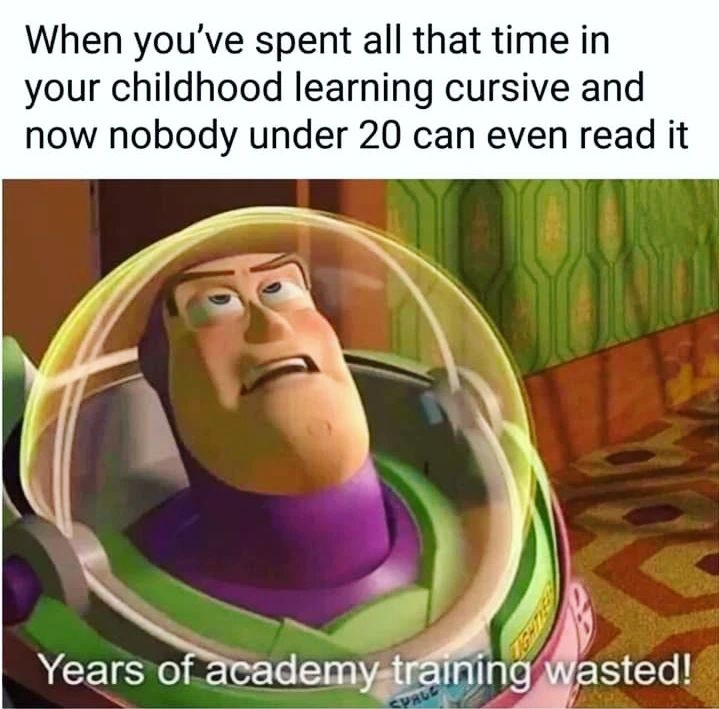 When you’ve spent all that time in
your childhood learning cursive and
now nobody under 20 can even read it
Years of academy training wasted!
SPACE